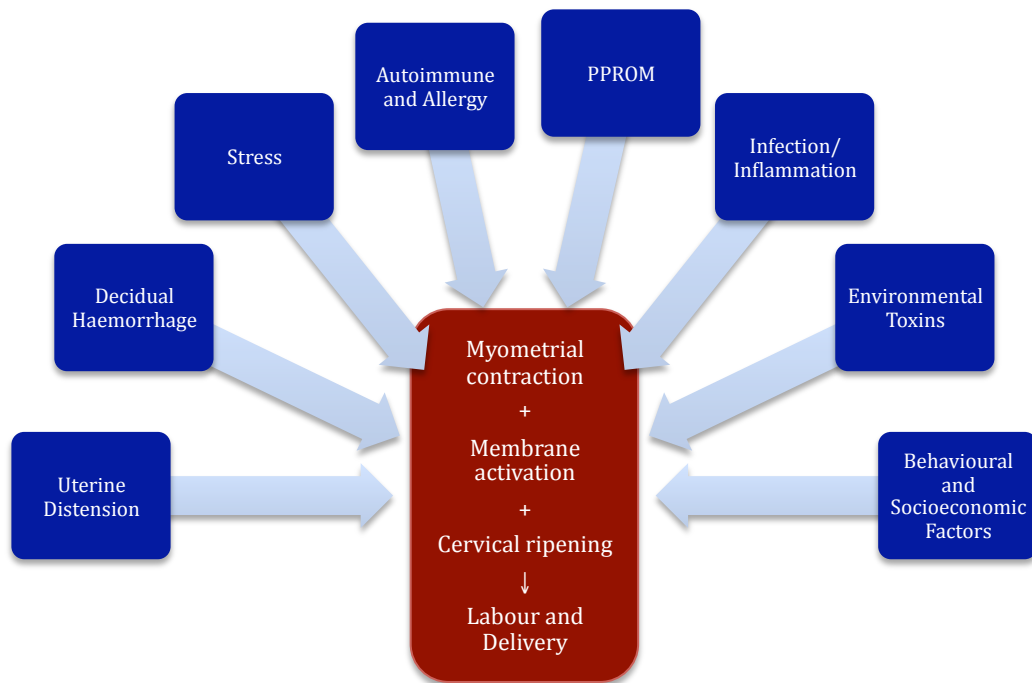 Autoimmune
and Allergy
PPROM
Stress
Infection/
Inflammation
Decidual
Haemorrhage
Environmental
Toxins
Uterine
Distension
Behavioural
and
Socioeconomic
Factors
Myometrial
contraction
+
Membrane
activation
+
Cervical ripening
↓
Labour and
Delivery